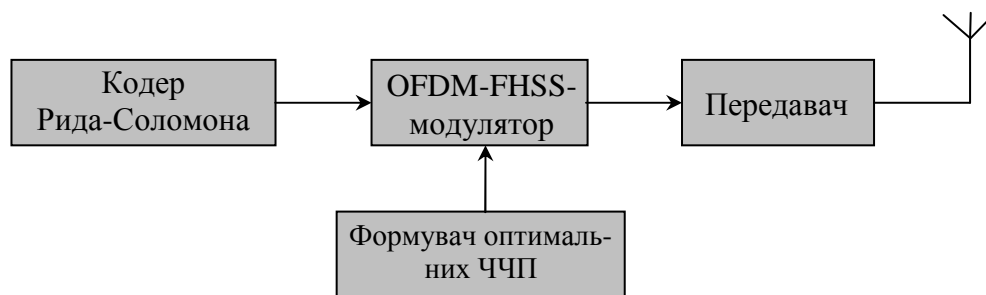 Кодер
Рида-Соломона
OFDM-FHSS-
модулятор
Передавач
Формувач оптималь-
них ЧЧП